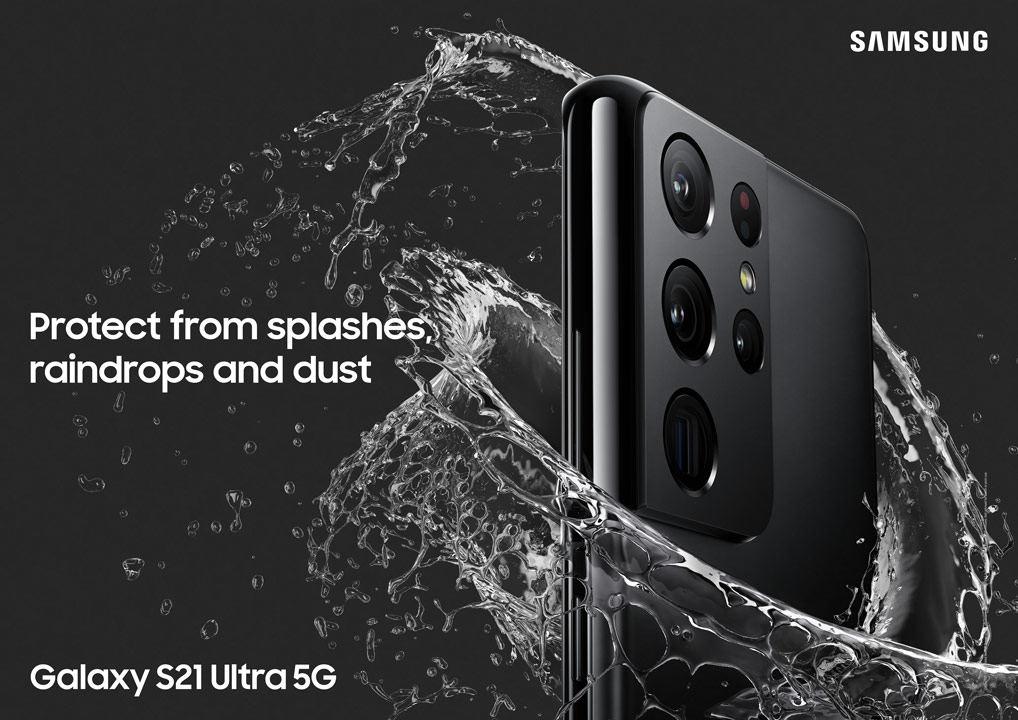 SAMSUNG
Protect from splashes,
raindrops and dust
Galaxy S21 Ultra 5G